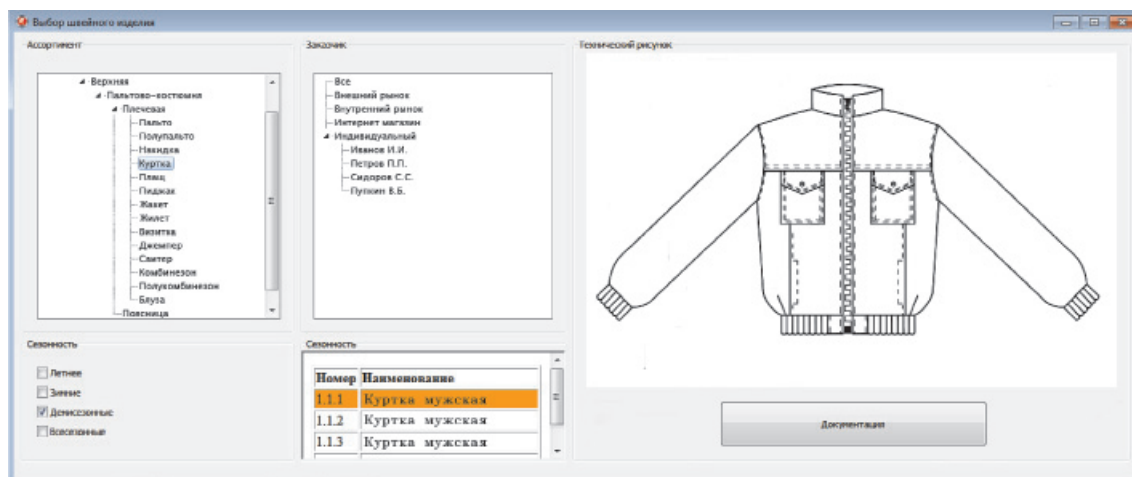 Выбор швейного изделия
Ассортимент
Верхняя
Пальтово-костюмная
Плечевая
Пальто
Полупальто
Накидка
Куртка
Плащ
Пиджак
Жакет
Жилет
Визитка
Джемпер
Свитер
Комбинезон
Полукомбинезон
Блуза
Поясница
Заказчик
Все
Внешний рынок
Внутренний рынок
Интернет магазин
Индивидуальный
Иванов И.И.
Петров П.П.
Сидоров С.С.
Пупкин В.Б.
Технический рисунок
Сезонность
Летнее
Зимние
Демисезонные
Всесезонные
Сезонность
Номер Наименование
1.1.1 Куртка мужская
1.1.2 Куртка мужская
1.1.3 Куртка мужская
Документация